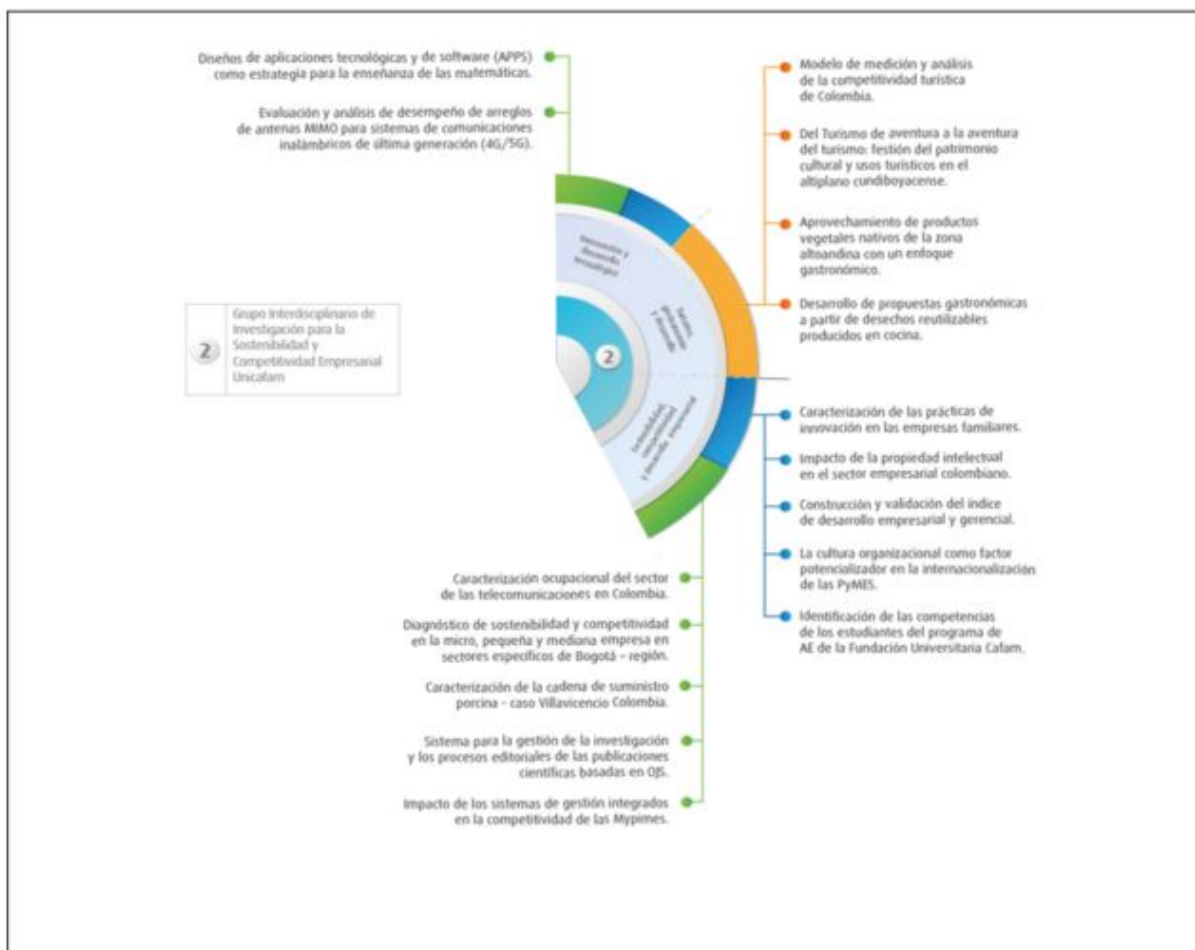 Diseños de aplicaciones tecnológicas y de software (APPS)
como estrategia para la enseñanza de las matemáticas.
Evaluación y análisis de desempeño de arreglos
de antenas MIMO para sistemas de comunicaciones
inalámbricos de última generación (4G/5G).
Modelo de medición y análisis
de la competitividad turística
de Colombia.
Del Turismo de aventura a la aventura
del turismo: festión del patrimonio
cultural y usos turísticos en el
altiplano cundiboyacense.
Aprovechamiento de productos
vegetales nativos de la zona
altoandina con un enfoque
gastronómico.
Desarrollo de propuestas gastronómicas
a partir de desechos reutilizables
producidos en cocina.
2
Grupo Interdisciplinario de
Investigación para la
Sostenibilidad y
Competitividad Empresarial
Unicafam
desarrollo
tecnológico
y desarrollo
2
competitividad
y desarrollo empresarial
Caracterización de las prácticas de
innovación en las empresas familiares.
Impacto de la propiedad intelectual
en el sector empresarial colombiano.
Construcción y validación del índice
de desarrollo empresarial y gerencial.
La cultura organizacional como factor
potencializador en la internacionalización
de las PyMES.
Identificación de las competencias
de los estudiantes del programa de
AE de la Fundación Universitaria Cafam.
Caracterización ocupacional del sector
de las telecomunicaciones en Colombia.
Diagnóstico de sostenibilidad y competitividad
en la micro, pequeña y mediana empresa en
sectores específicos de Bogotá – región.
Caracterización de la cadena de suministro
porcina - caso Villavicencio Colombia.
Sistema para la gestión de la investigación
y los procesos editoriales de las publicaciones
científicas basadas en OJS.
Impacto de los sistemas de gestión integrados
en la competitividad de las Mypimes.